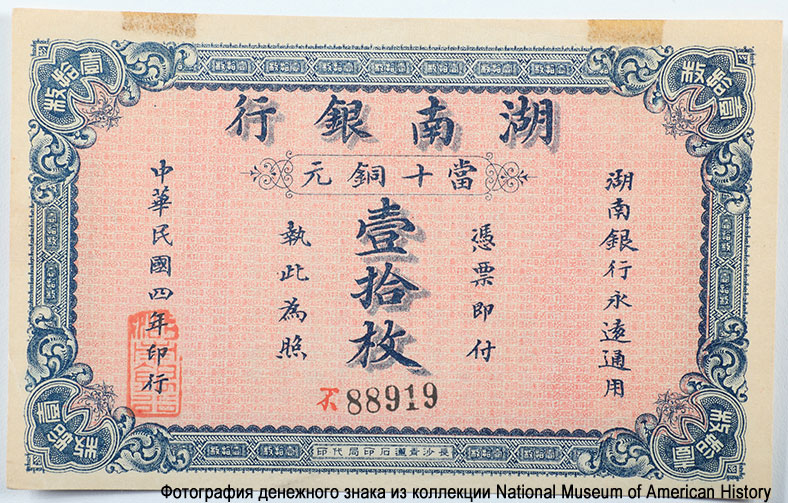 湖南銀行
當十銅元
湖南銀行永遠通用
憑票即付
壹拾枚
執此為照
中華民國四年印行
88919
Фотография денежного знака из коллекции National Museum of American History